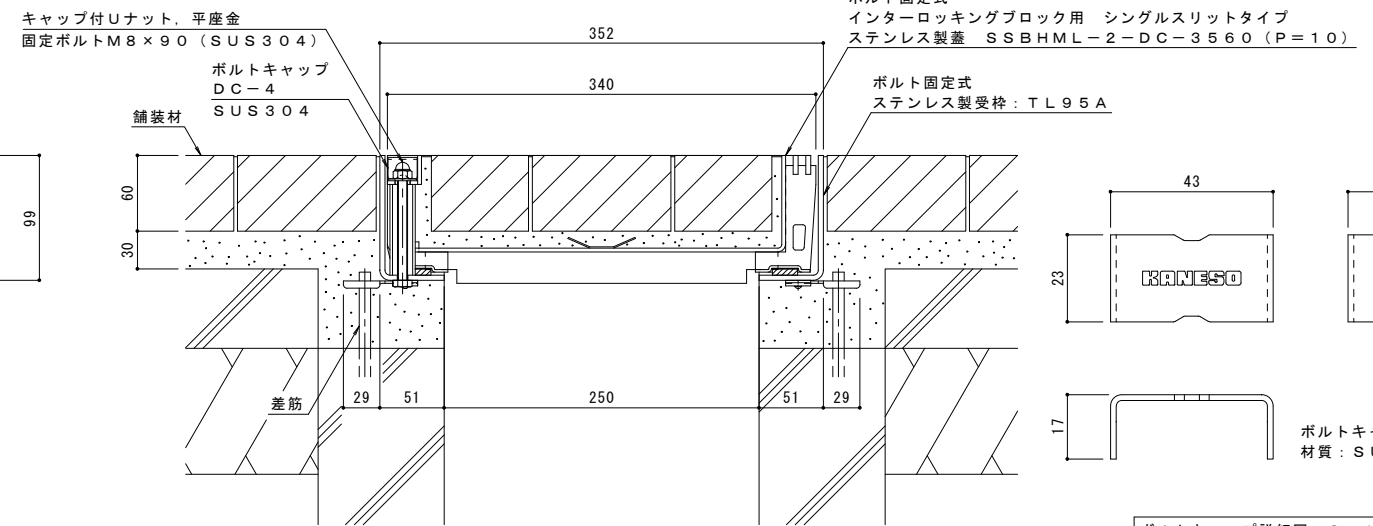 キャップ付Uナット，平座金
固定ボルトM8×90（SUS304）
ボルトキャップ
DC－4
SUS304
舗装材
352
340
インターロッキングブロック用　シングルスリットタイプ
ステンレス製蓋　SSBHML－2－DC－3560（P＝10）
ボルト固定式
ステンレス製受枠：TL95A
99
60
30
差筋
29
51
250
51
29
43
23
KANESO
17
ボルトキャ
材質：SU